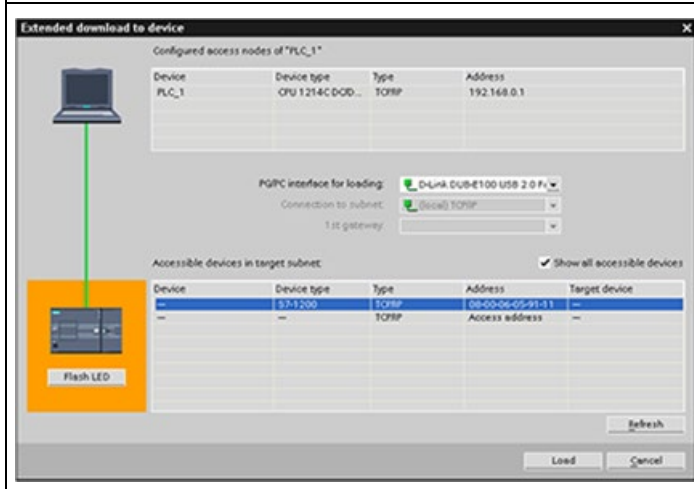 Extended download to device
Configured access nodes of "PLC_1"
Device Device type Type Address
PLC_1 CPU 1214C DC/D... TCP/IP 192.168.0.1
PG/PC interface for loading: D-Link DUB-E100 USB 2.0 Fa
Connection to subnet: (local) TCP/IP
1st gateway:
Accessible devices in target subnet: Show all accessible devices
Device Device type Type Address Target device
— S7-1200 TCP/IP 08-00-06-05-91-11 —
— — TCP/IP Access address —
Flash LED
Refresh
Load Cancel